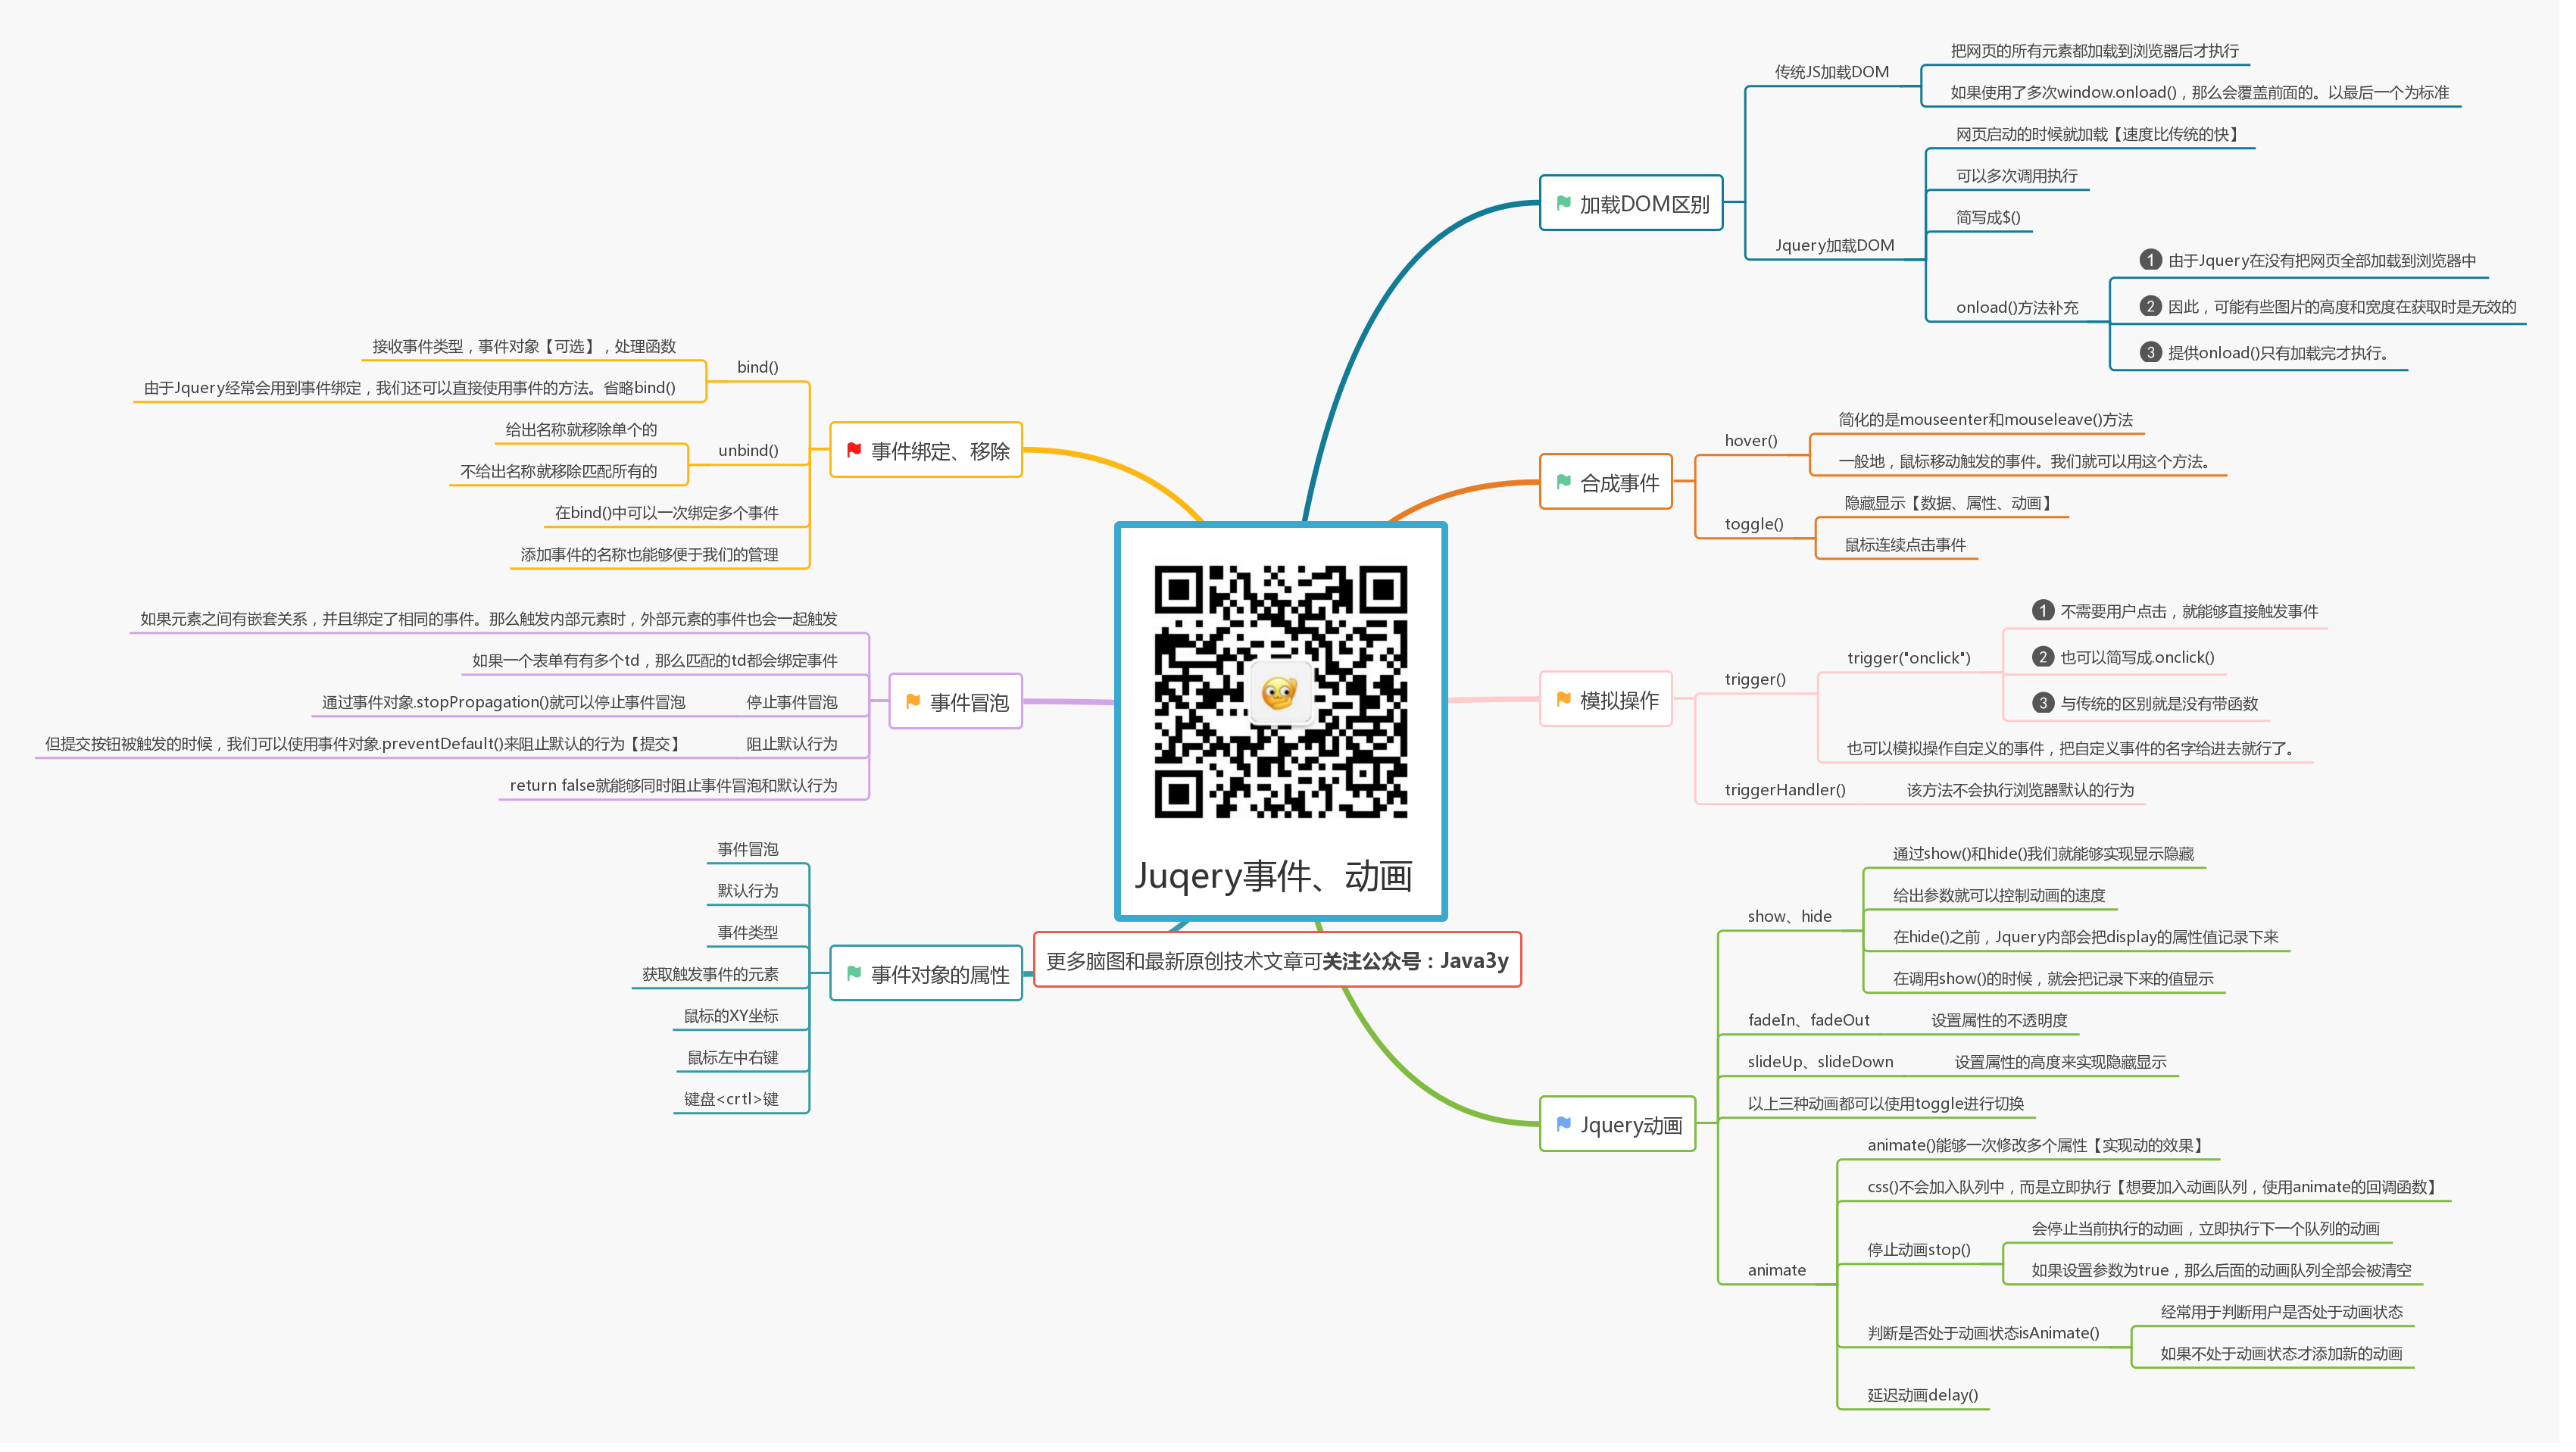 Juqery事件、动画
更多脑图和最新原创技术文章可关注公众号：Java3y
加载DOM区别
传统JS加载DOM
把网页的所有元素都加载到浏览器后才执行
如果使用了多次window.onload()，那么会覆盖前面的。以最后一个为标准
Jquery加载DOM
网页启动的时候就加载【速度比传统的快】
可以多次调用执行
简写成$()
onload()方法补充
1 由于Jquery在没有把网页全部加载到浏览器中
2 因此，可能有些图片的高度和宽度在获取时是无效的
3 提供onload()只有加载完才执行。
合成事件
hover()
简化的是mouseenter和mouseleave()方法
一般地，鼠标移动触发的事件。我们就可以用这个方法。
toggle()
隐藏显示【数据、属性、动画】
鼠标连续点击事件
模拟操作
trigger()
trigger("onclick")
1 不需要用户点击，就能够直接触发事件
2 也可以简写成.onclick()
3 与传统的区别就是没有带函数
也可以模拟操作自定义的事件，把自定义事件的名字给进去就行了。
triggerHandler()
该方法不会执行浏览器默认的行为
Jquery动画
show、hide
通过show()和hide()我们就能够实现显示隐藏
给出参数就可以控制动画的速度
在hide()之前，Jquery内部会把display的属性值记录下来
在调用show()的时候，就会把记录下来的值显示
fadeIn、fadeOut
设置属性的不透明度
slideUp、slideDown
设置属性的高度来实现隐藏显示
以上三种动画都可以使用toggle进行切换
animate
animate()能够一次修改多个属性【实现动的效果】
css()不会加入队列中，而是立即执行【想要加入动画队列，使用animate的回调函数】
停止动画stop()
会停止当前执行的动画，立即执行下一个队列的动画
如果设置参数为true，那么后面的动画队列全部会被清空
判断是否处于动画状态isAnimate()
经常用于判断用户是否处于动画状态
如果不处于动画状态才添加新的动画
延迟动画delay()
事件绑定、移除
bind()
接收事件类型，事件对象【可选】，处理函数
由于Jquery经常会用到事件绑定，我们还可以直接使用事件的方法。省略bind()
unbind()
给出名称就移除单个的
不给出名称就移除匹配所有的
在bind()中可以一次绑定多个事件
添加事件的名称也能够便于我们的管理
事件冒泡
如果元素之间有嵌套关系，并且绑定了相同的事件。那么触发内部元素时，外部元素的事件也会一起触发
如果一个表单有有多个td，那么匹配的td都会绑定事件
停止事件冒泡
通过事件对象.stopPropagation()就可以停止事件冒泡
阻止默认行为
但提交按钮被触发的时候，我们可以使用事件对象.preventDefault()来阻止默认的行为【提交】
return false就能够同时阻止事件冒泡和默认行为
事件对象的属性
事件冒泡
默认行为
事件类型
获取触发事件的元素
鼠标的XY坐标
鼠标左中右键
键盘<crtl>键